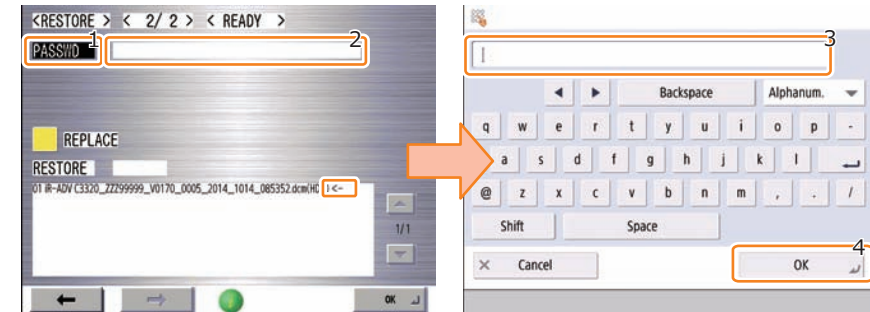 <RESTORE > < 2/ 2 > < READY >
1
2
PASSWD
REPLACE
RESTORE
01 iR-ADV C3320_ZZZ99999_V0170_0005_2014_1014_085352.dcm(HD ) <-
1/1
OK
3
Backspace
Alphanum.
q w e r t y u i o p -
a s d f g h j k l
@ z x c v b n m , . /
Shift
Space
4
× Cancel
OK